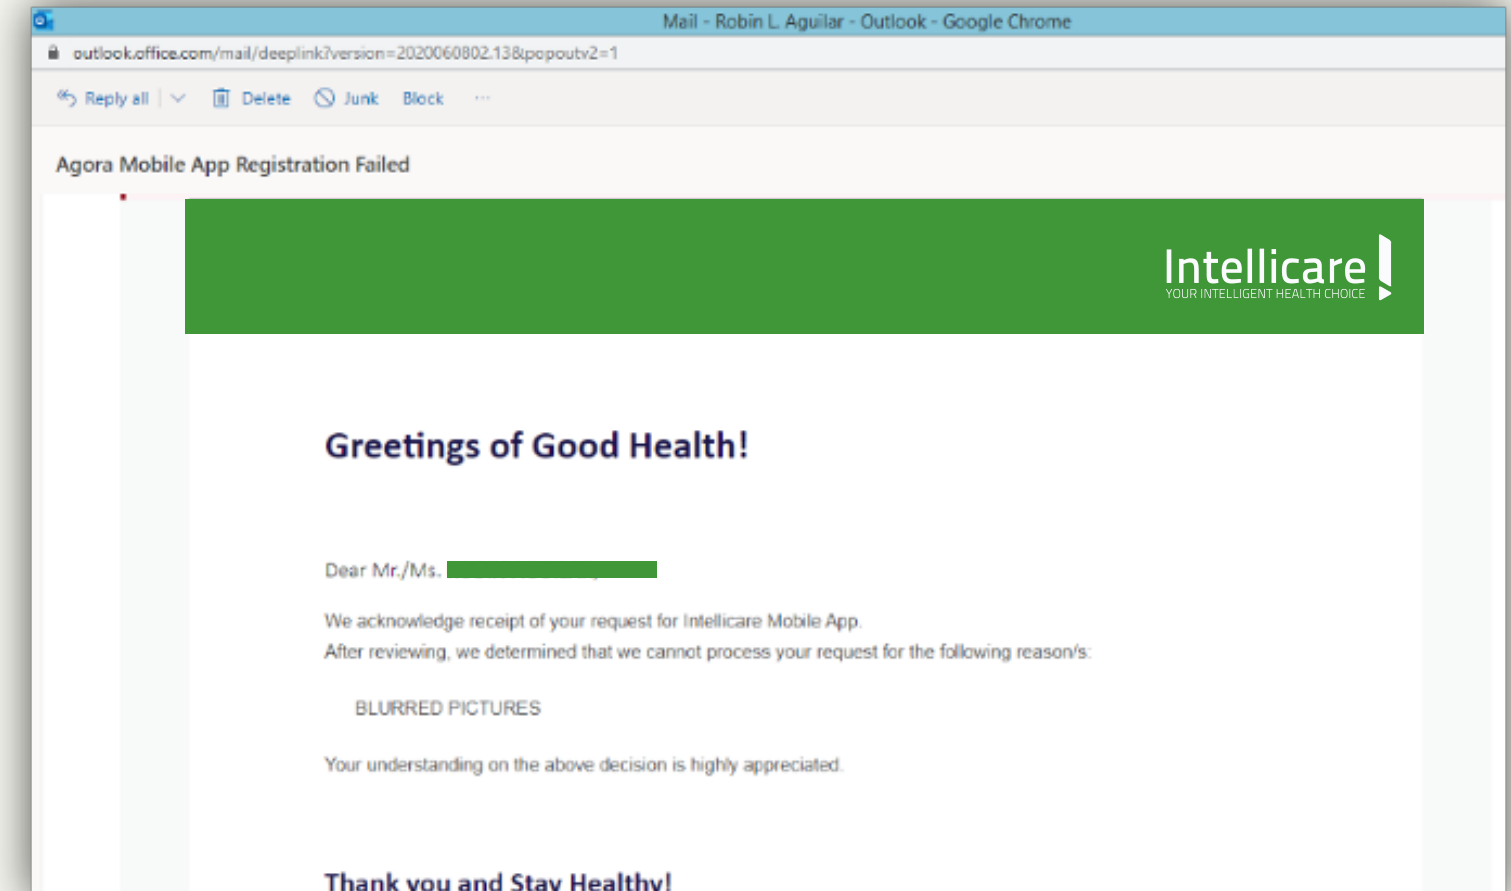 Mail - Robin L. Aguilar - Outlook - Google Chrome
outlook.office.com/mail/deeplink?version=2020060802.13&popoutv2=1
Reply all Delete Junk Block ...
Agora Mobile App Registration Failed
Intellicare
YOUR INTELLIGENT HEALTH CHOICE
Greetings of Good Health!
Dear Mr./Ms.
We acknowledge receipt of your request for Intellicare Mobile App.
After reviewing, we determined that we cannot process your request for the following reason/s:
BLURRED PICTURES
Your understanding on the above decision is highly appreciated.
Thank you and Stay Healthy!